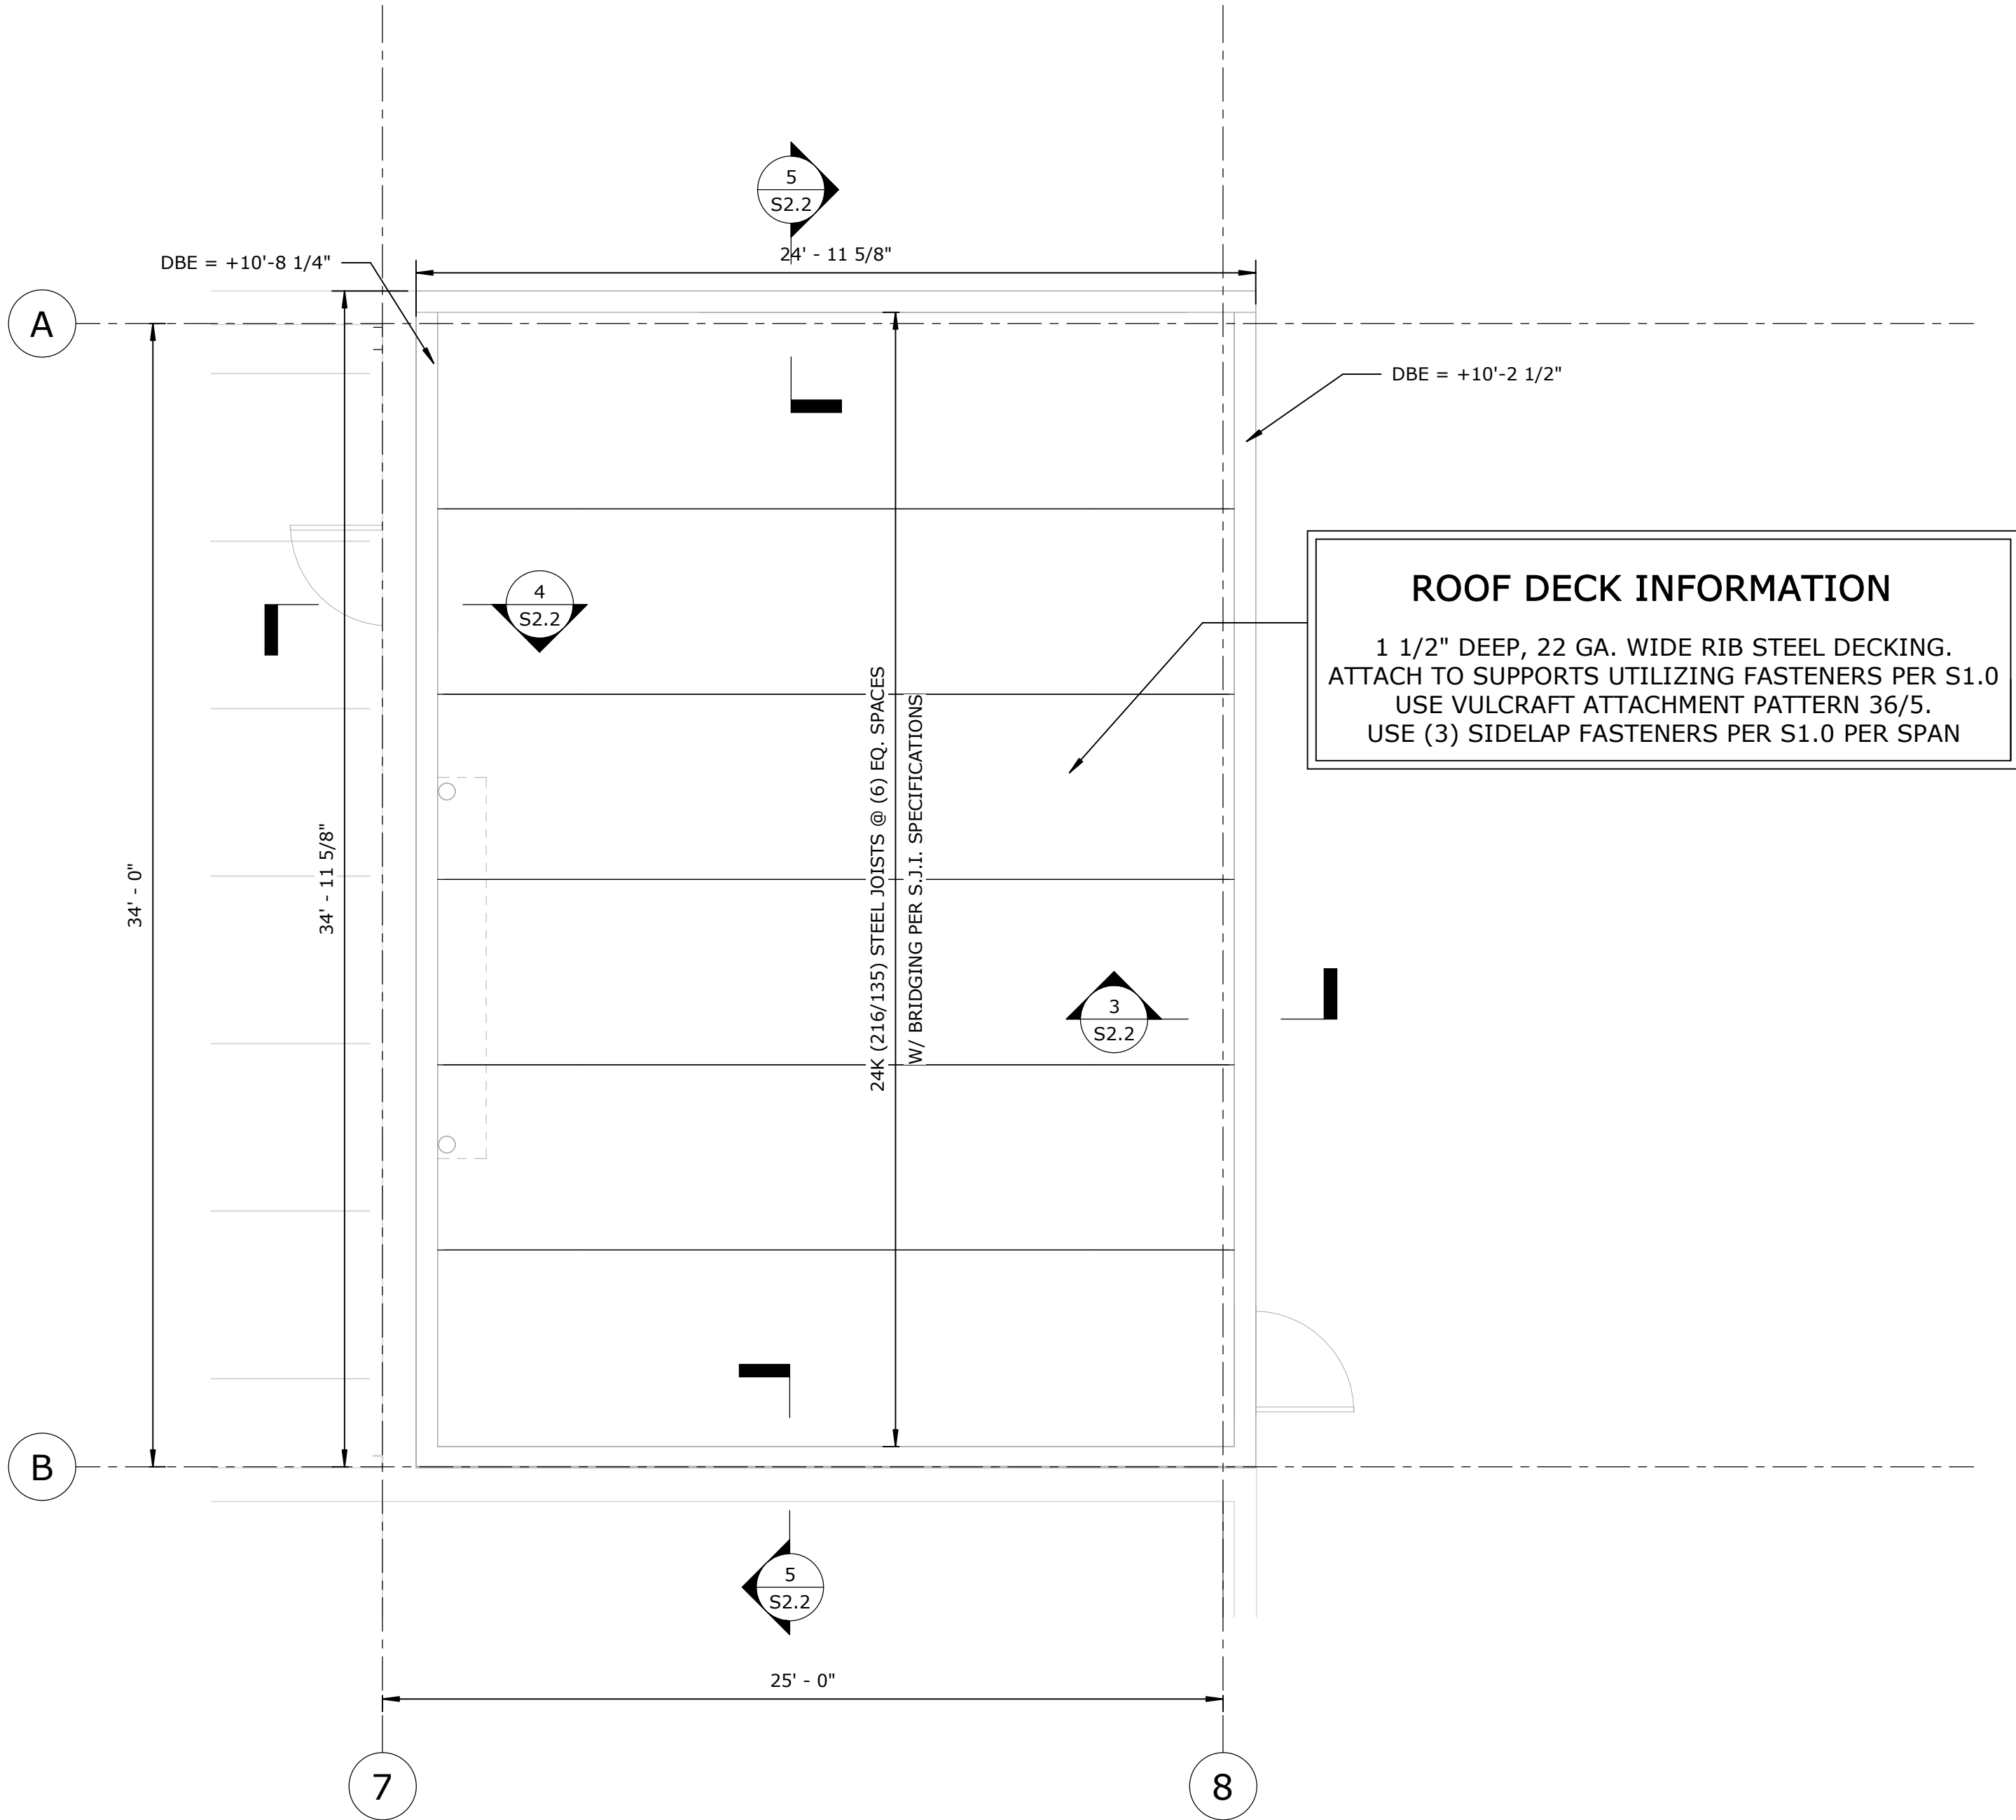 5
S2.2
24' - 11 5/8"
DBE = +10'-8 1/4"
A
DBE = +10'-2 1/2"
4
S2.2
ROOF DECK INFORMATION
1 1/2" DEEP, 22 GA. WIDE RIB STEEL DECKING.
ATTACH TO SUPPORTS UTILIZING FASTENERS PER S1.0
USE VULCRAFT ATTACHMENT PATTERN 36/5.
USE (3) SIDELAP FASTENERS PER S1.0 PER SPAN
34' - 0"
34' - 11 5/8"
24K (216/135) STEEL JOISTS @ (6) EQ. SPACES
W/ BRIDGING PER S.J.I. SPECIFICATIONS
3
S2.2
B
5
S2.2
25' - 0"
7
8